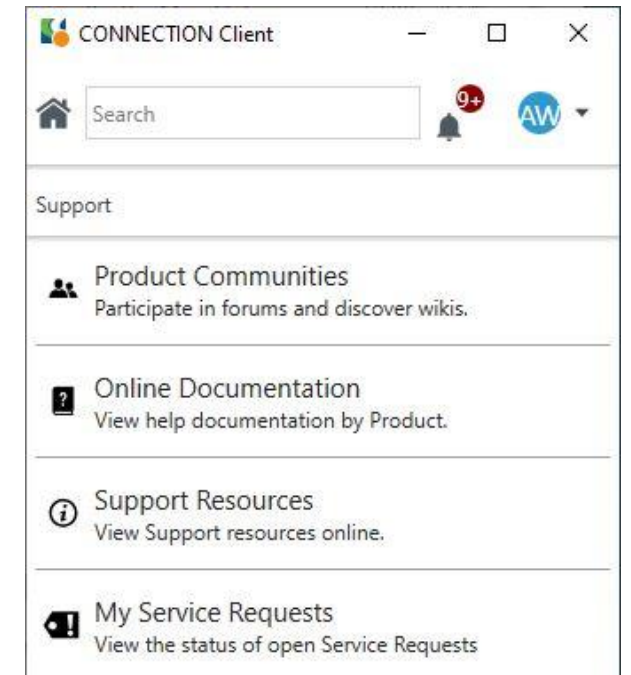 CONNECTION Client
Search
9+
AW
Support
Product Communities
Participate in forums and discover wikis.
?
Online Documentation
View help documentation by Product.
i
Support Resources
View Support resources online.
!
My Service Requests
View the status of open Service Requests